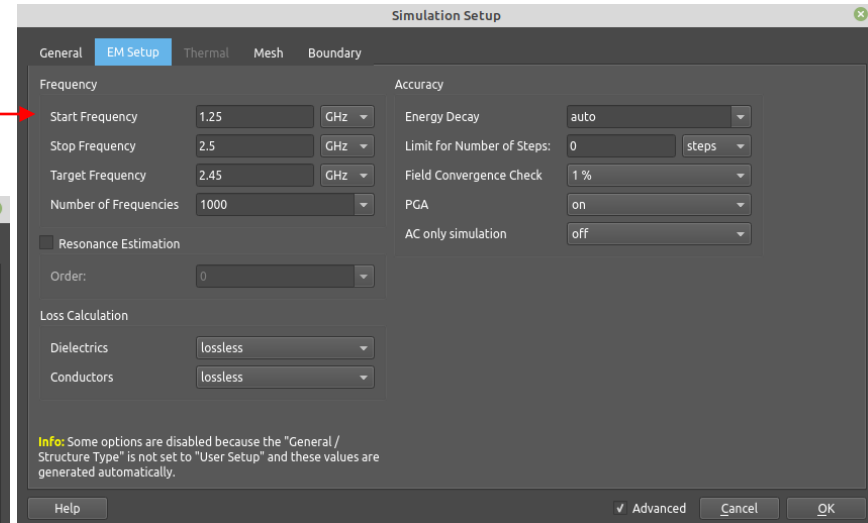 Simulation Setup
General EM Setup Thermal Mesh Boundary
Frequency
Start Frequency 1.25 GHz
Stop Frequency 2.5 GHz
Target Frequency 2.45 GHz
Number of Frequencies 1000
Resonance Estimation
Order: 0
Loss Calculation
Dielectrics lossless
Conductors lossless
Info: Some options are disabled because the "General /
Structure Type" is not set to "User Setup" and these values are
generated automatically.
Accuracy
Energy Decay auto
Limit for Number of Steps: 0 steps
Field Convergence Check 1 %
PGA on
AC only simulation off
Help Advanced Cancel OK